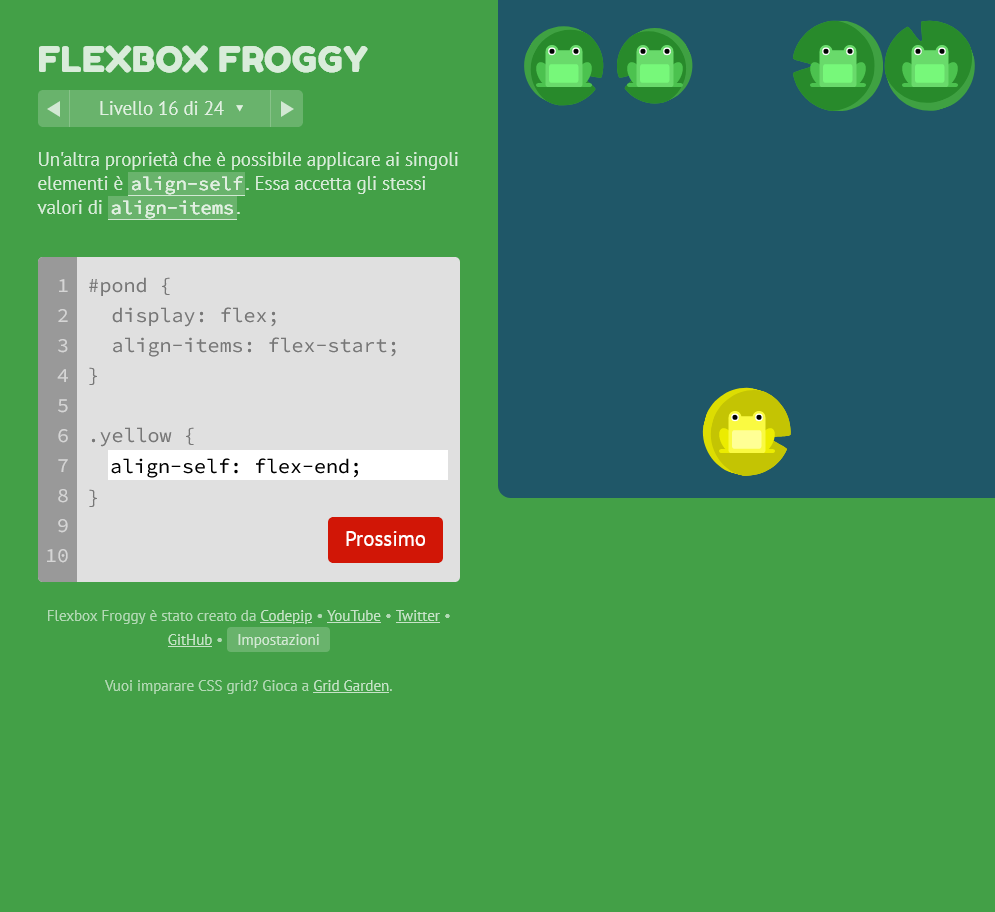 FLEXBOX FROGGY
◀ Livello 16 di 24 ▼ ▶
Un'altra proprietà che è possibile applicare ai singoli
elementi è align-self. Essa accetta gli stessi
valori di align-items.
1 #pond {
2 display: flex;
3 align-items: flex-start;
4 }
5
6 .yellow {
7 align-self: flex-end;
8 }
9
10
Prossimo
Flexbox Froggy è stato creato da Codepip • YouTube • Twitter •
GitHub • Impostazioni
Vuoi imparare CSS grid? Gioca a Grid Garden.